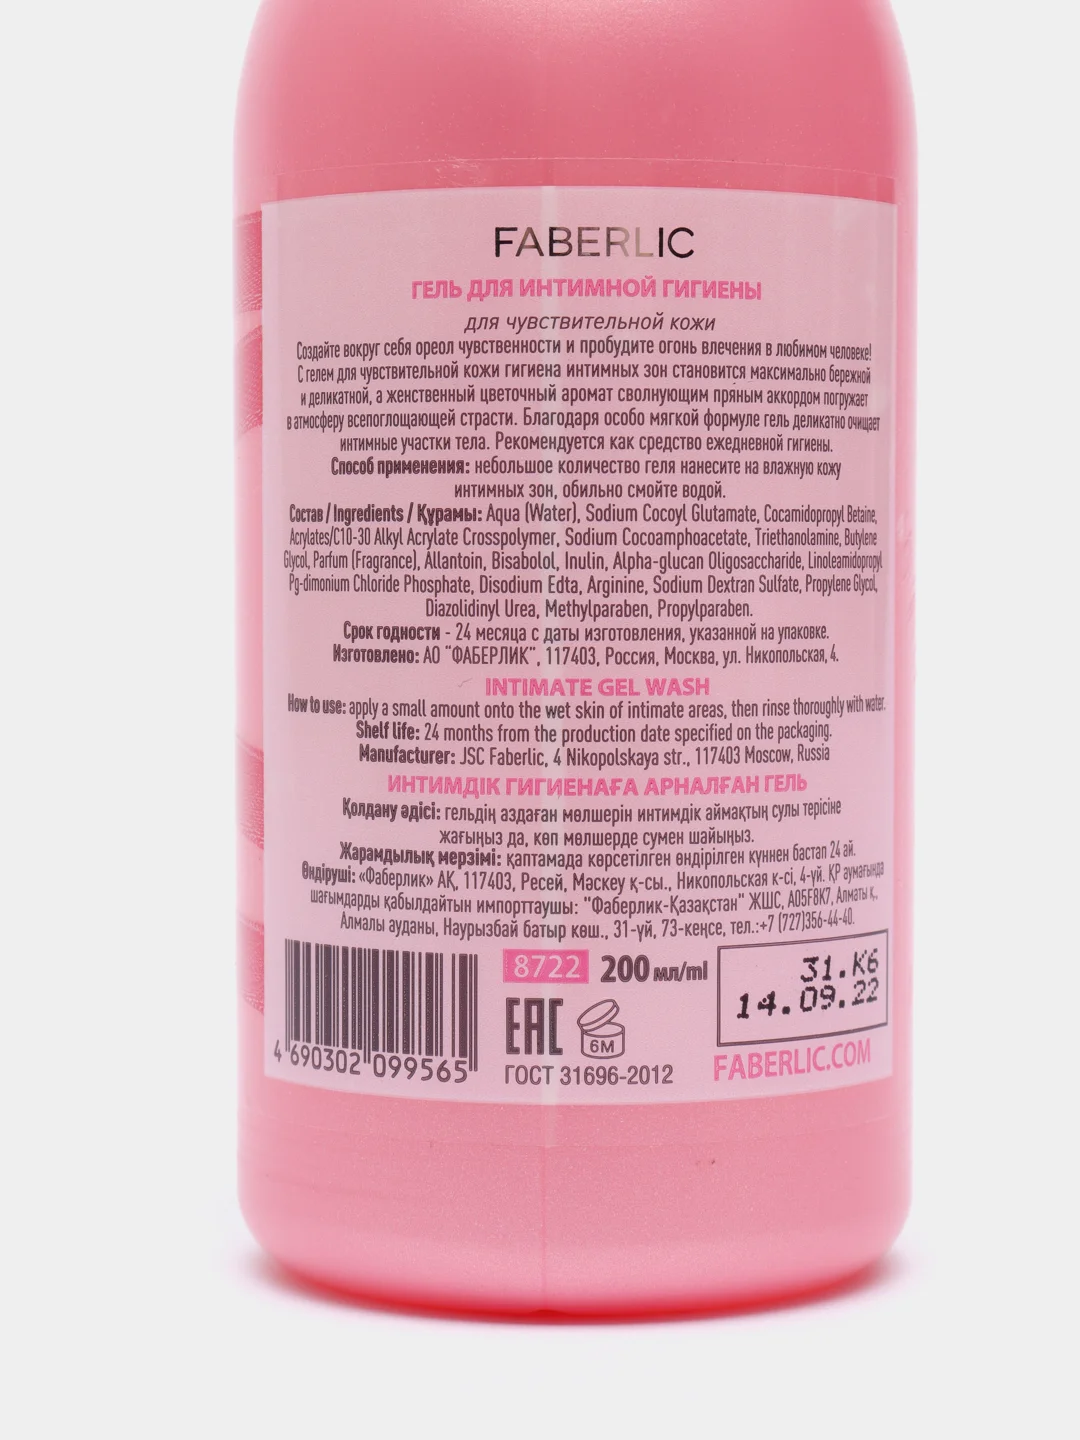 FABERLIC
ГЕЛЬ ДЛЯ ИНТИМНОЙ ГИГИЕНЫ
для чувствительной кожи
Создайте вокруг себя ореол чувственности и пробудите огонь влечения в любимом человеке!
С гелем для чувствительной кожи гигиена интимных зон становится максимально бережной
и деликатной, а женственный цветочный аромат с волнующим пряным аккордом погружает
в атмосферу всепоглощающей страсти. Благодаря особо мягкой формуле гель деликатно очищает
интимные участки тела. Рекомендуется как средство ежедневной гигиены.
Способ применения: небольшое количество геля нанесите на влажную кожу
интимных зон, обильно смойте водой.
Состав / Ingredients / Құрамы: Aqua (Water), Sodium Cocoyl Glutamate, Cocamidopropyl Betaine,
Acrylates/C10-30 Alkyl Acrylate Crosspolymer, Sodium Cocoamphoacetate, Triethanolamine, Butylene
Glycol, Parfum (Fragrance), Allantoin, Bisabolol, Inulin, Alpha-glucan Oligosaccharide, Linoleamidopropyl
Pg-dimonium Chloride Phosphate, Disodium Edta, Arginine, Sodium Dextran Sulfate, Propylene Glycol,
Diazolidinyl Urea, Methylparaben, Propylparaben.
Срок годности - 24 месяца с даты изготовления, указанной на упаковке.
Изготовлено: АО "ФАБЕРЛИК", 117403, Россия, Москва, ул. Никопольская, 4.
INTIMATE GEL WASH
How to use: apply a small amount onto the wet skin of intimate areas, then rinse thoroughly with water.
Shelf life: 24 months from the production date specified on the packaging.
Manufacturer: JSC Faberlic, 4 Nikopolskaya str., 117403 Moscow, Russia
ИНТИМДІК ГИГИЕНАҒА АРНАЛҒАН ГЕЛЬ
Қолдану әдісі: гельдің аздаған мөлшерін интимдік аймақтың сулы терісіне
жағыңыз да, көп мөлшерде сумен шайыңыз.
Жарамдылық мерзімі: қаптамада көрсетілген өндірілген күннен бастап 24 ай.
Өндіруші: «Фаберлик» АҚ, 117403, Ресей, Мәскеу қ-сы., Никопольская к-сі, 4-үй. ҚР аумағында
шағымдарды қабылдайтын импорттаушы: "Фаберлик-Қазақстан" ЖШС, A05F8K7, Алматы қ.,
Алмалы ауданы, Наурызбай батыр көш., 31-үй, 73-кеңсе, тел.:+7 (727)356-44-40.
8722 200 мл/ml
31.К6
14.09.22
EAC
6M
4 690302 099565
ГОСТ 31696-2012
FABERLIC.COM